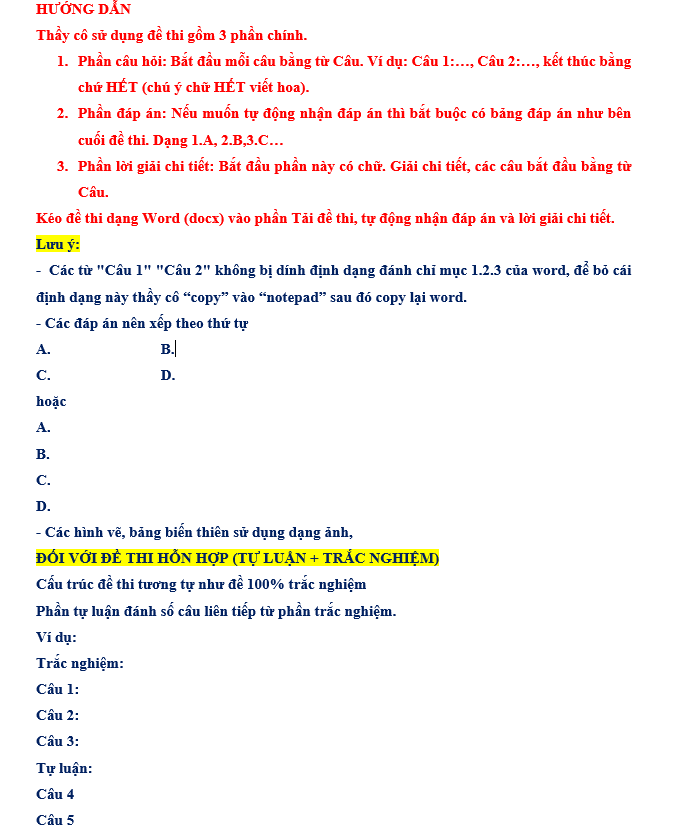 HƯỚNG DẪN
Thầy cô sử dụng đề thi gồm 3 phần chính.
1. Phần câu hỏi: Bắt đầu mỗi câu bằng từ Câu. Ví dụ: Câu 1:…, Câu 2:…, kết thúc bằng
chứ HẾT (chú ý chữ HẾT viết hoa).
2. Phần đáp án: Nếu muốn tự động nhận đáp án thì bắt buộc có bảng đáp án như bên
cuối đề thi. Dạng 1.A, 2.B,3.C…
3. Phần lời giải chi tiết: Bắt đầu phần này có chữ. Giải chi tiết, các câu bắt đầu bằng từ
Câu.
Kéo đề thi dạng Word (docx) vào phần Tải đề thi, tự động nhận đáp án và lời giải chi tiết.
Lưu ý:
- Các từ "Câu 1" "Câu 2" không bị dính định dạng đánh chỉ mục 1.2.3 của word, để bỏ cái
định dạng này thầy cô “copy” vào “notepad” sau đó copy lại word.
- Các đáp án nên xếp theo thứ tự
A. B.
C. D.
hoặc
A.
B.
C.
D.
- Các hình vẽ, bảng biến thiên sử dụng dạng ảnh,
ĐỐI VỚI ĐỀ THI HỖN HỢP (TỰ LUẬN + TRẮC NGHIỆM)
Cấu trúc đề thi tương tự như đề 100% trắc nghiệm
Phần tự luận đánh số câu liên tiếp từ phần trắc nghiệm.
Ví dụ:
Trắc nghiệm:
Câu 1:
Câu 2:
Câu 3:
Tự luận:
Câu 4
Câu 5